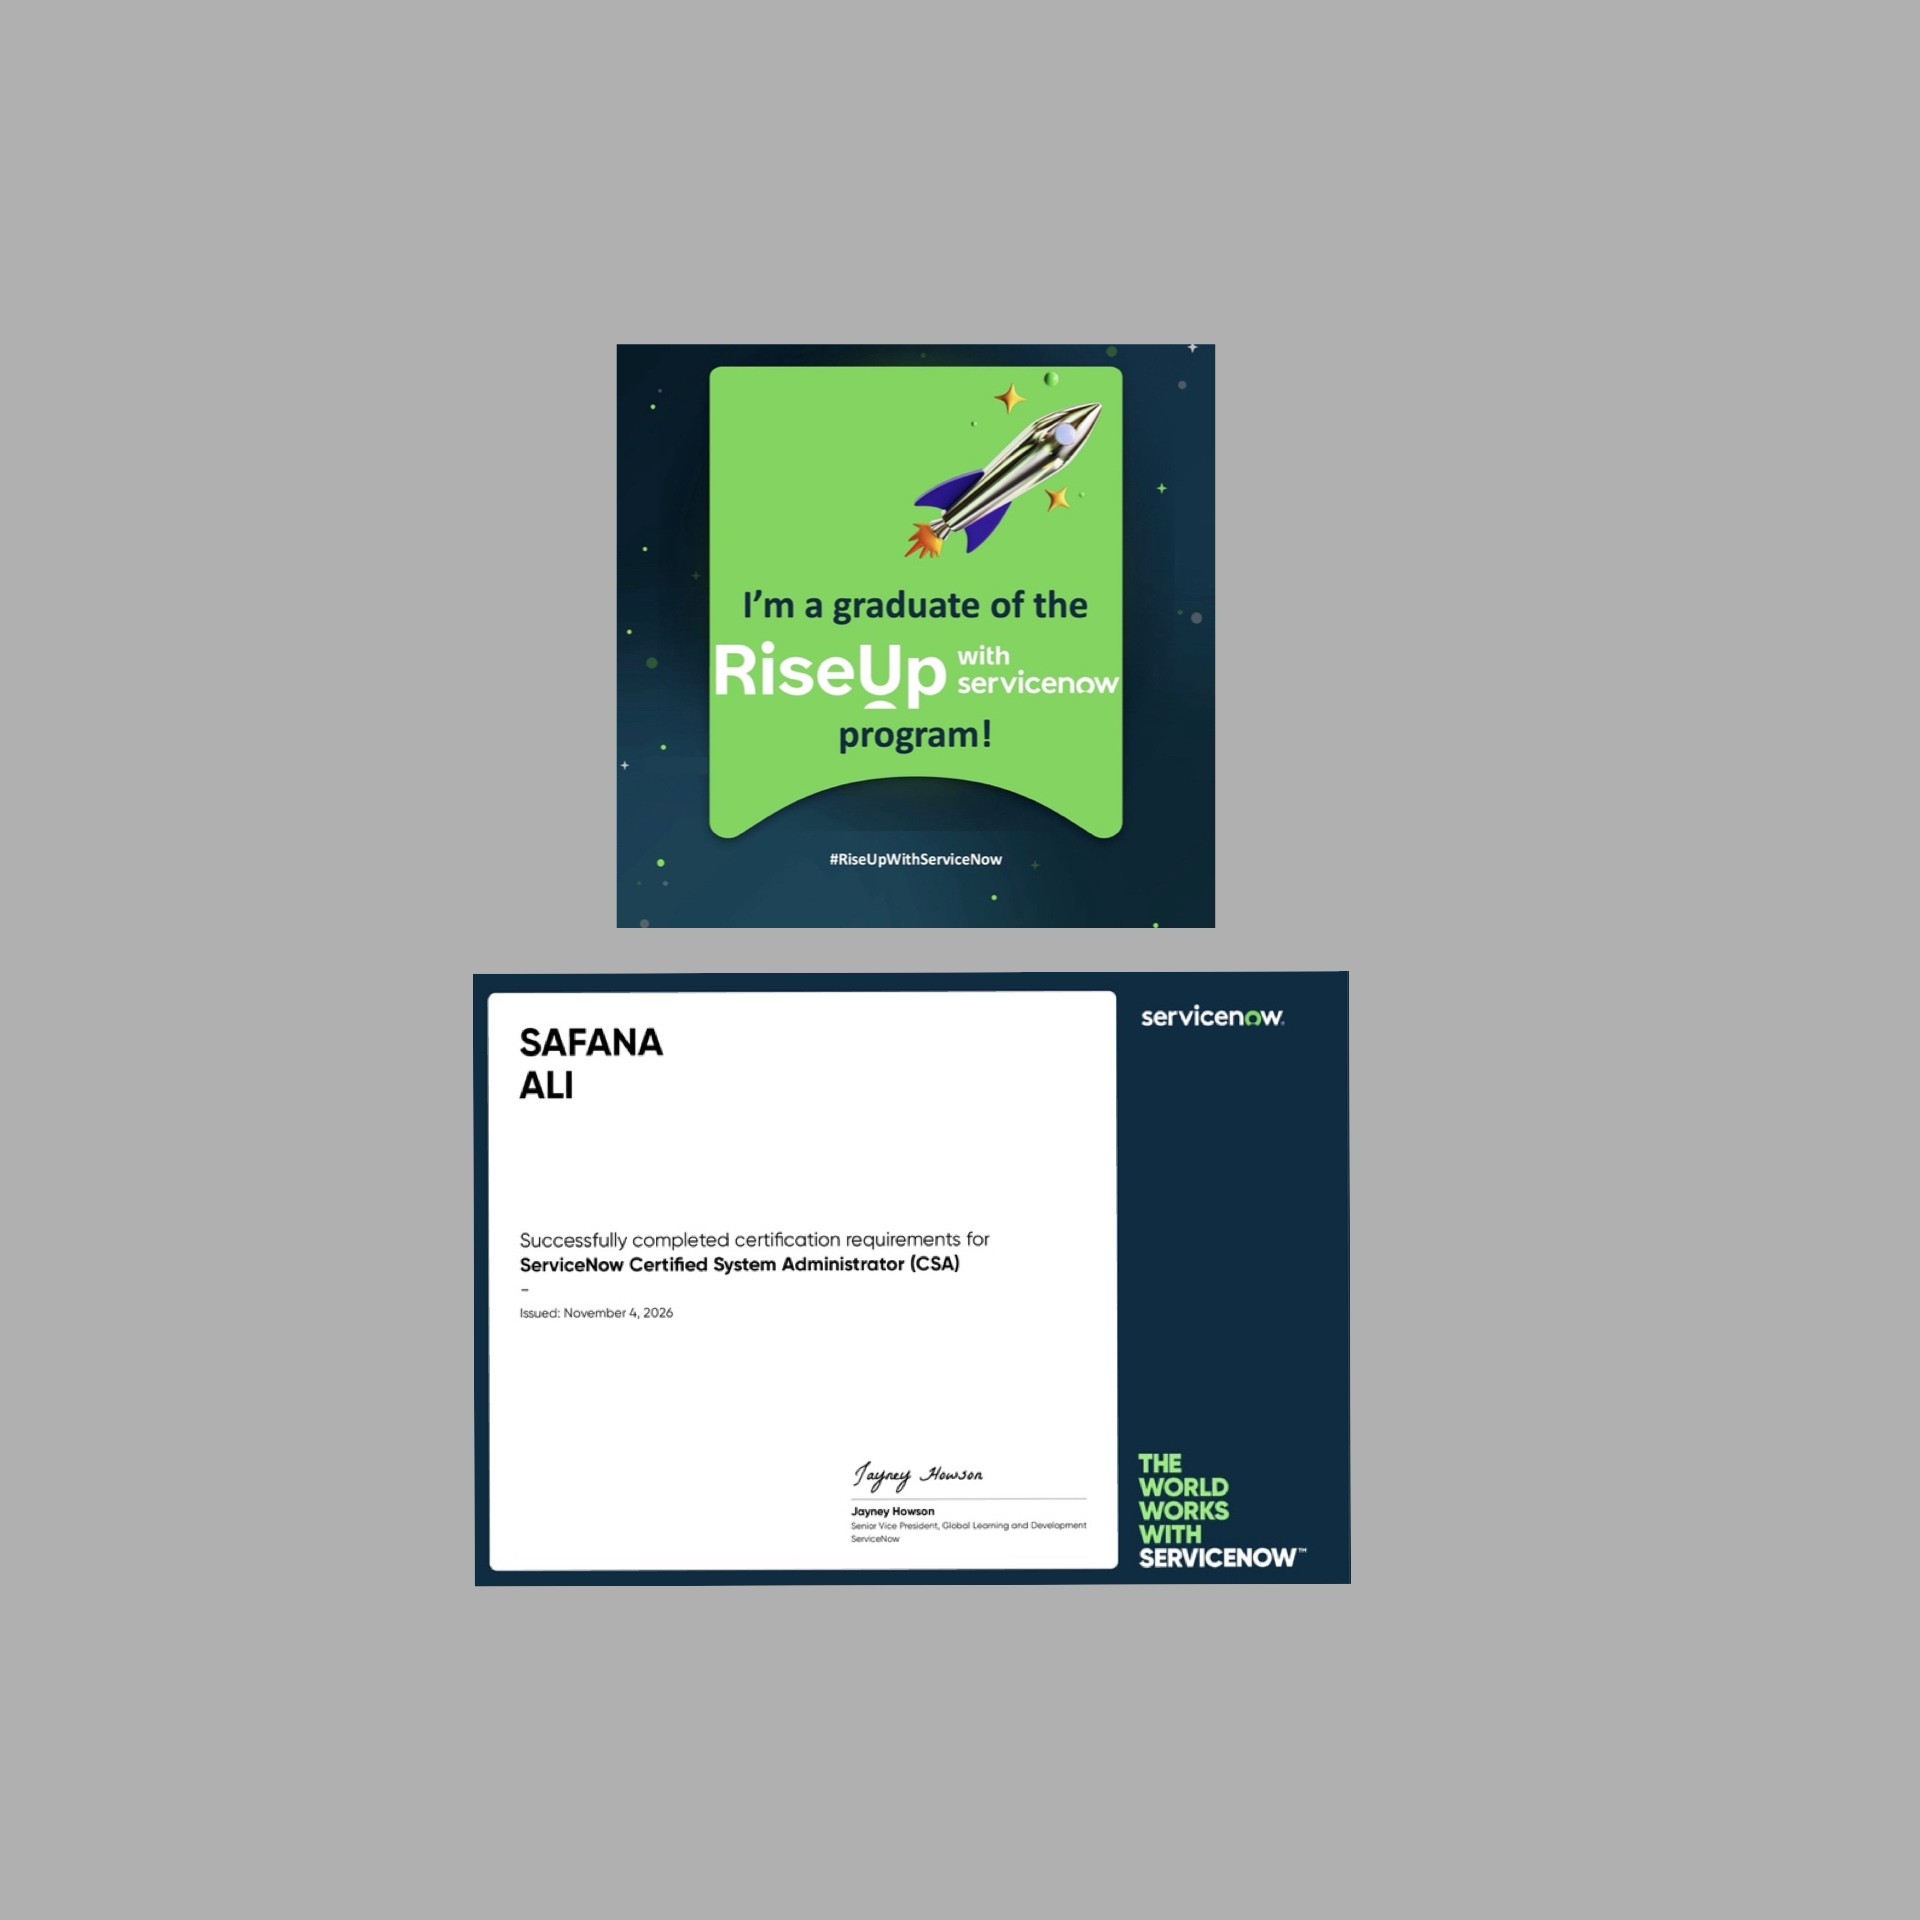 I’m a graduate of the
RiseUp with servicenow
program!
#RiseUpWithServiceNow
SAFANA
ALI
servicenow.
Successfully completed certification requirements for
ServiceNow Certified System Administrator (CSA)
–
Issued: November 4, 2026
Jayney Howson
Jayney Howson
Senior Vice President, Global Learning and Development
ServiceNow
THE
WORLD
WORKS
WITH
SERVICENOW™